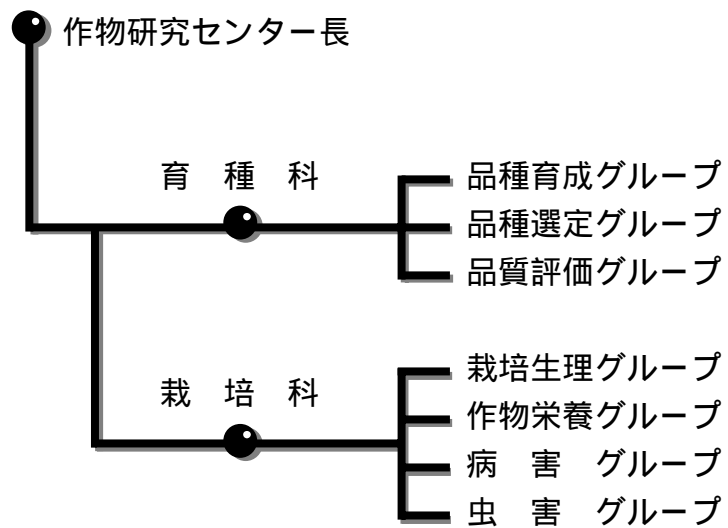 作物研究センター長
育　種　科
品種育成グループ
品種選定グループ
品質評価グループ
栽　培　科
栽培生理グループ
作物栄養グループ
病　害　グループ
虫　害　グループ